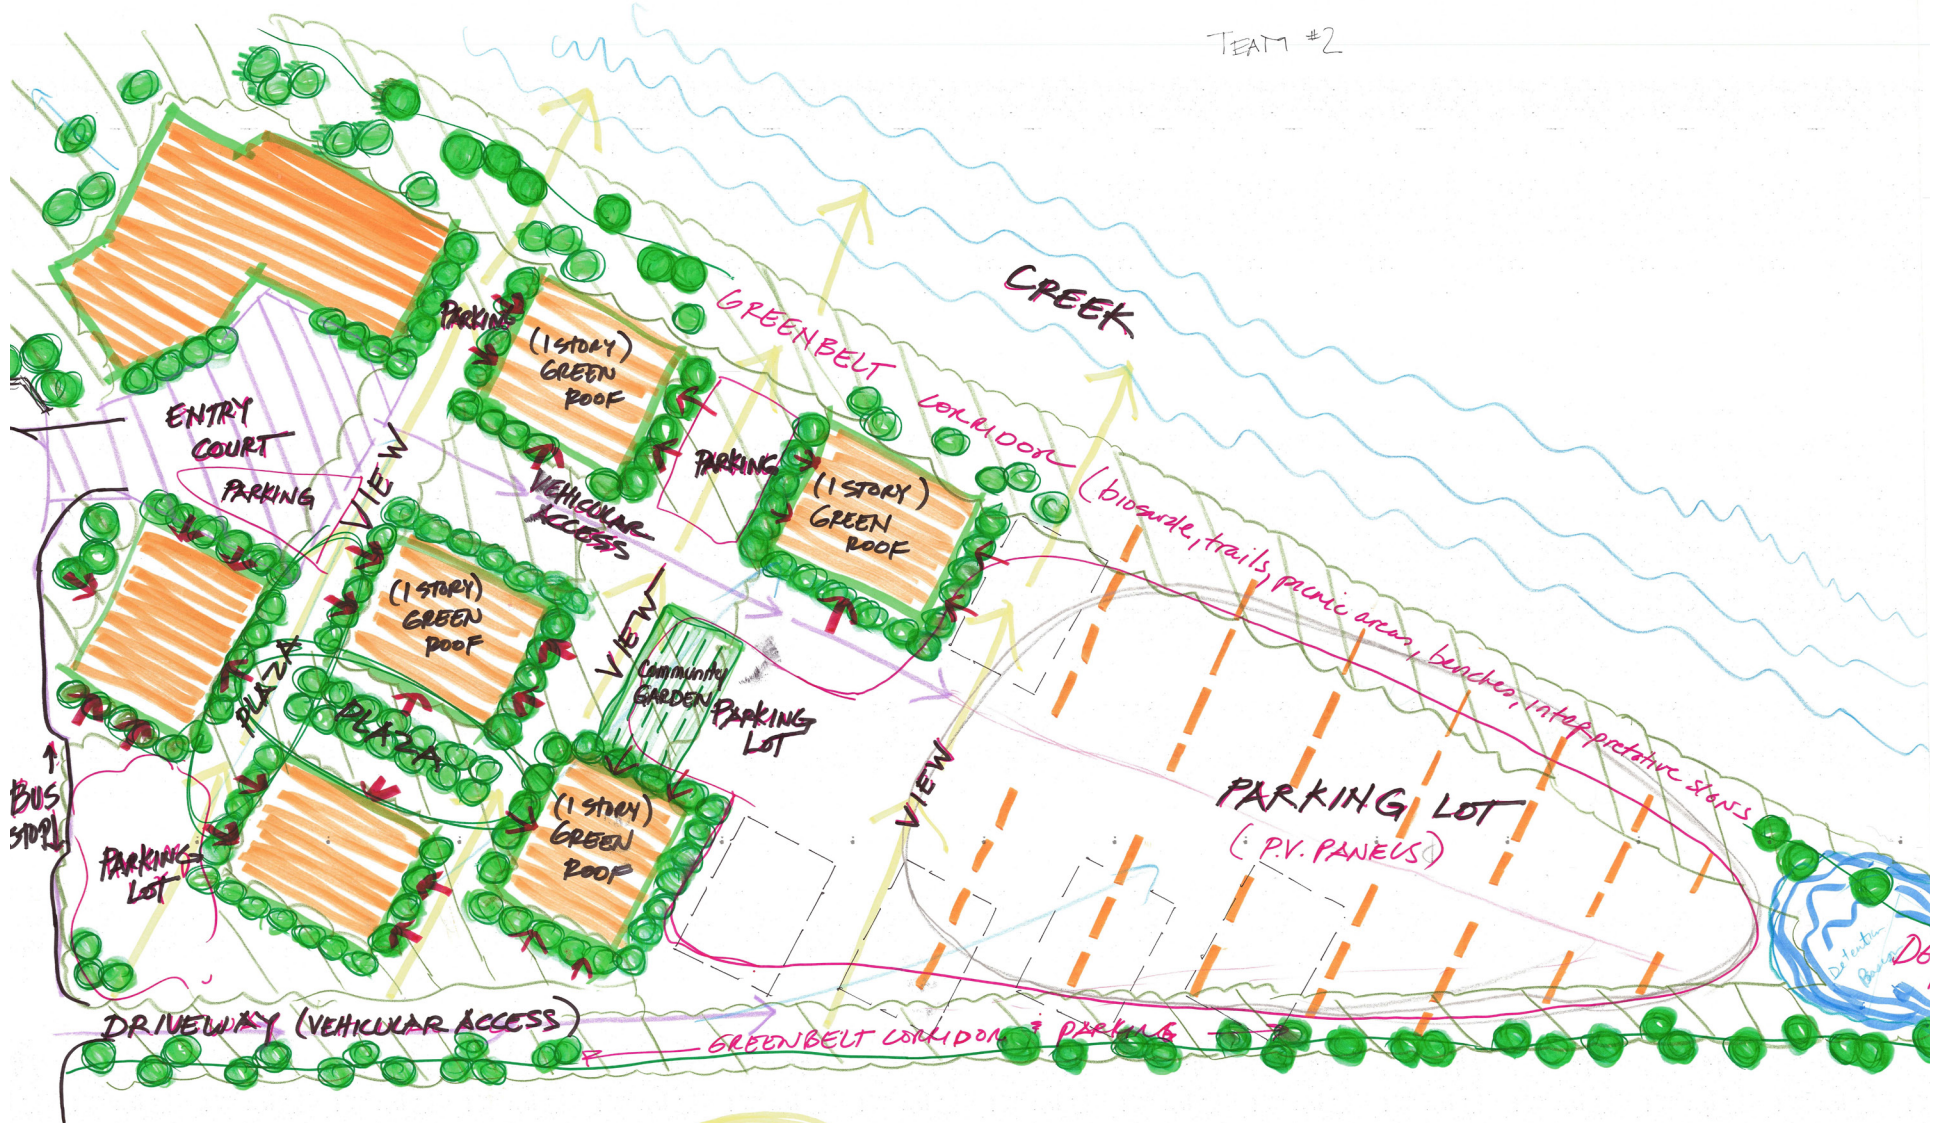 TEAM #2
CREEK
GREENBELT CORRIDOR (bioswale, trails, picnic areas, benches, interpretative signs
PARKING
(1 STORY)
GREEN
ROOF
ENTRY
COURT
PARKING
VIEW
VEHICULAR
ACCESS
PARKING
(1 STORY)
GREEN
ROOF
(1 STORY)
GREEN
ROOF
VIEW
Community
GARDEN
PARKING
LOT
PLAZA
PLAZA
BUS
STOP
PARKING
LOT
(1 STORY)
GREEN
ROOF
VIEW
PARKING LOT
(P.V. PANELS)
Detention
Basin
DE
DRIVEWAY (VEHICULAR ACCESS)
GREENBELT CORRIDOR & PARKING